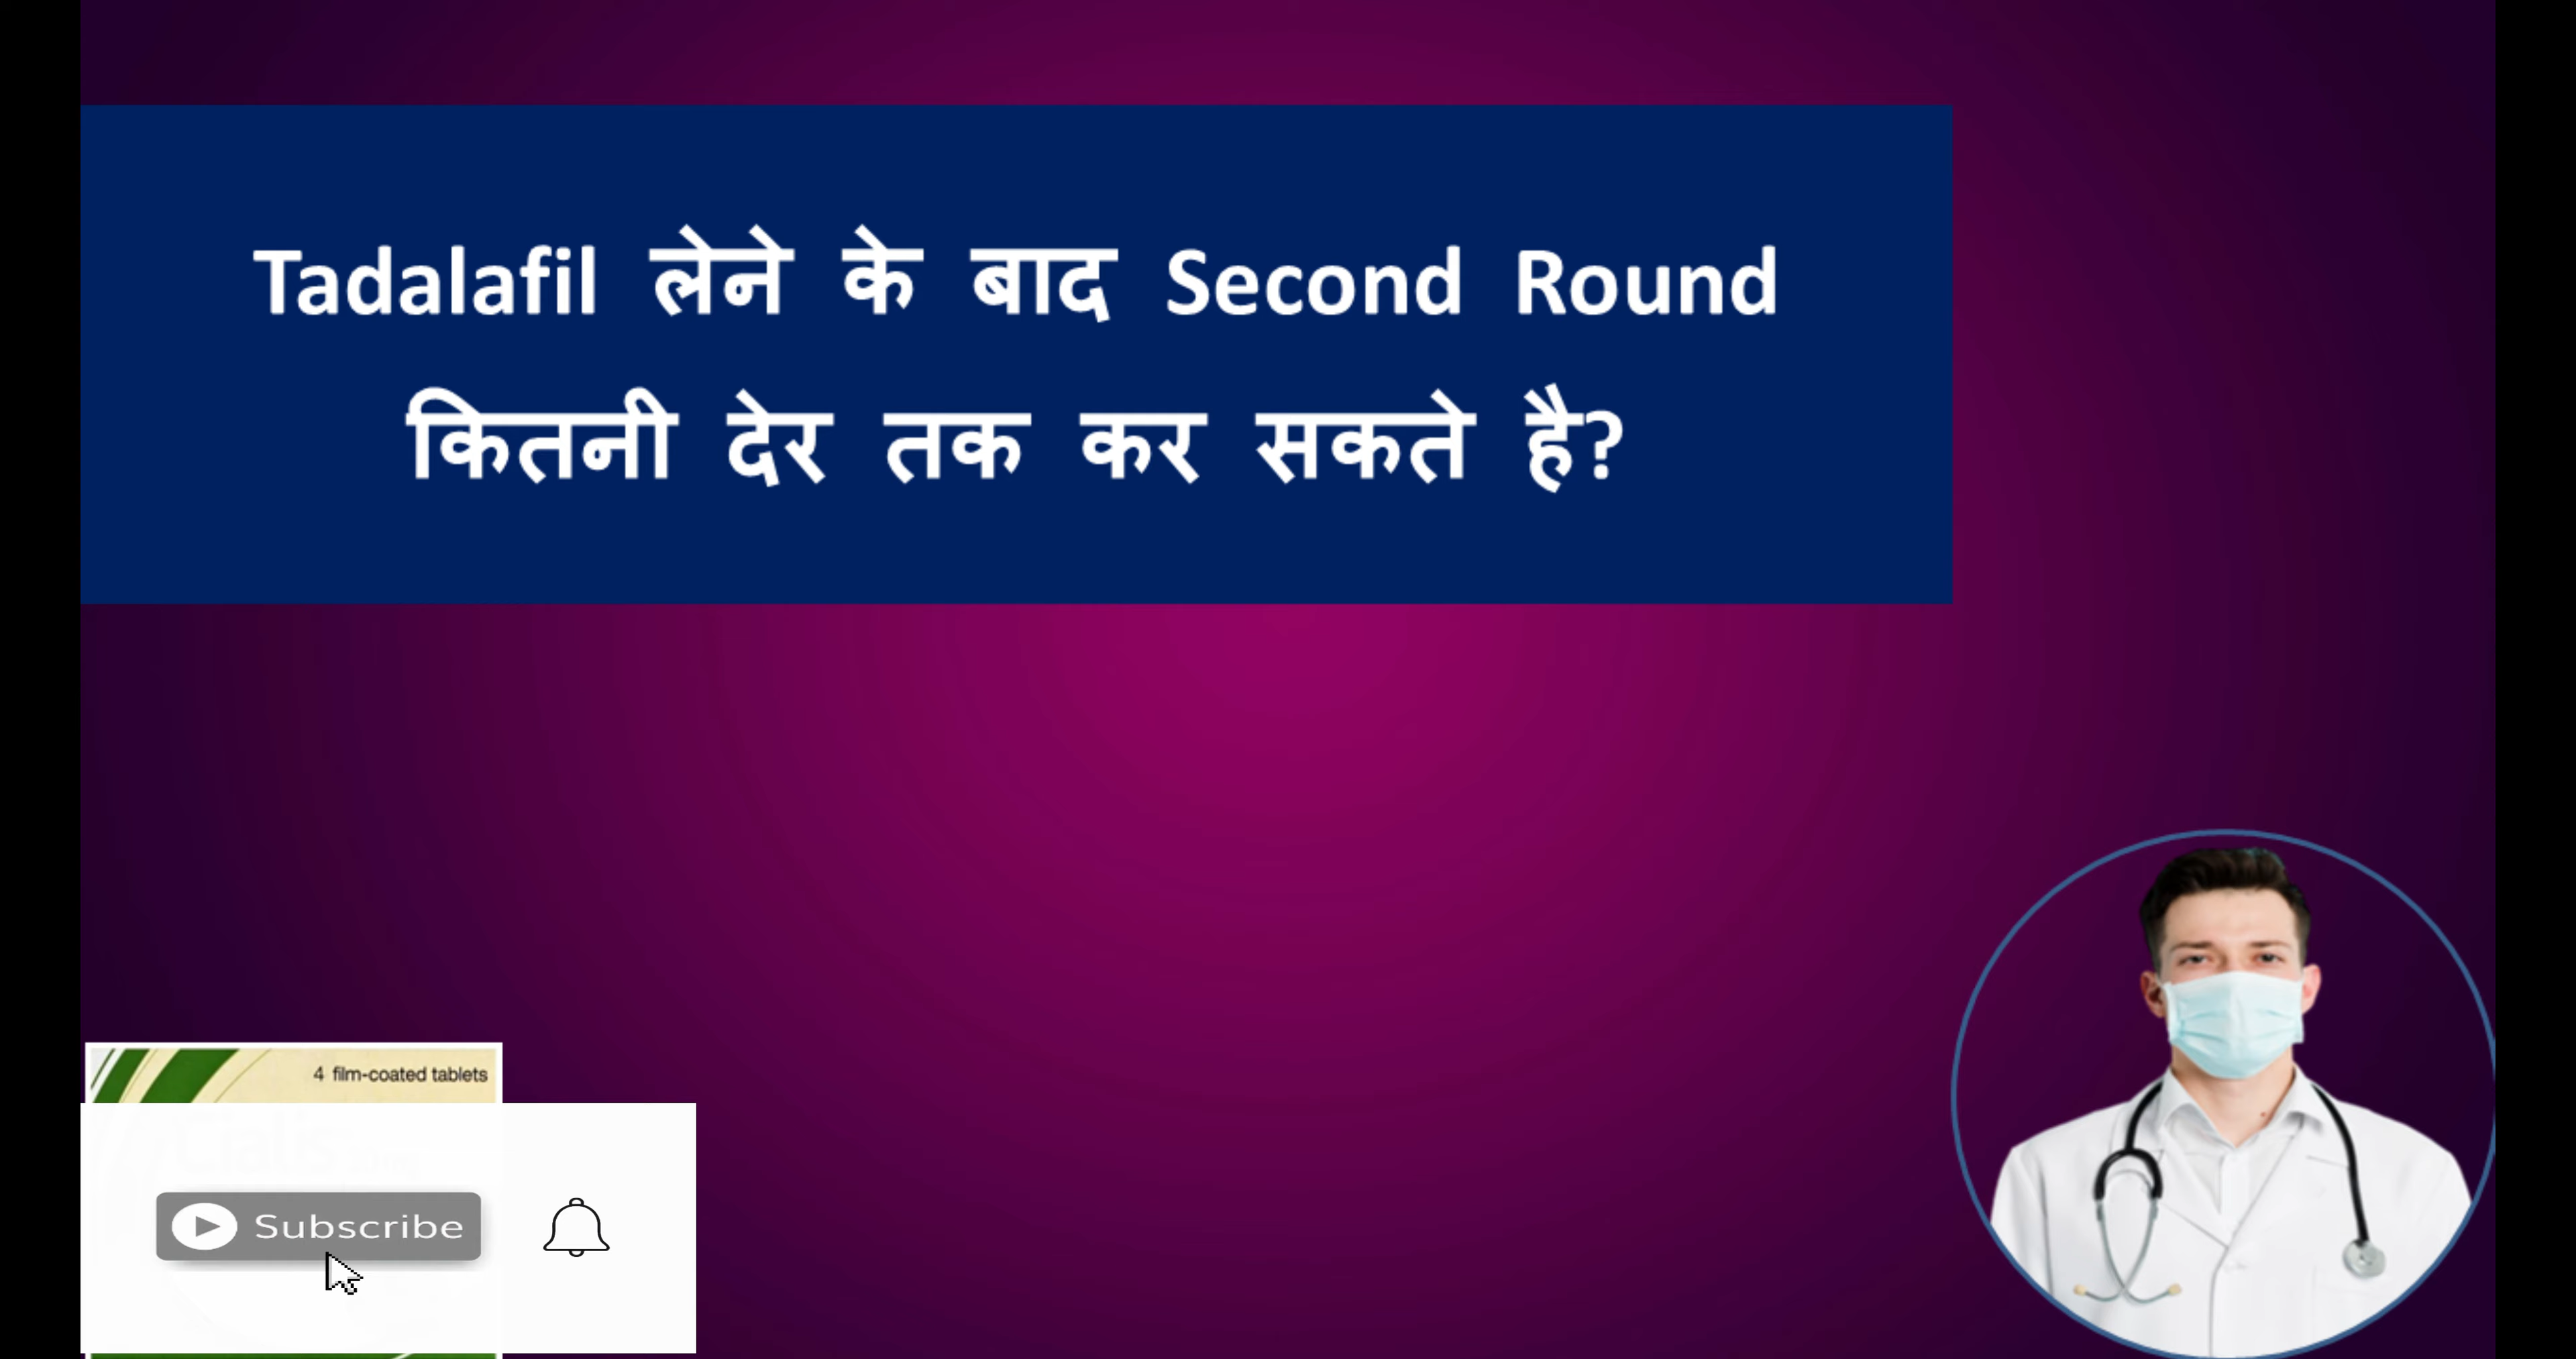 Tadalafil लेने के बाद Second Round
कितनी देर तक कर सकते है?
4 film-coated tablets
Subscribe